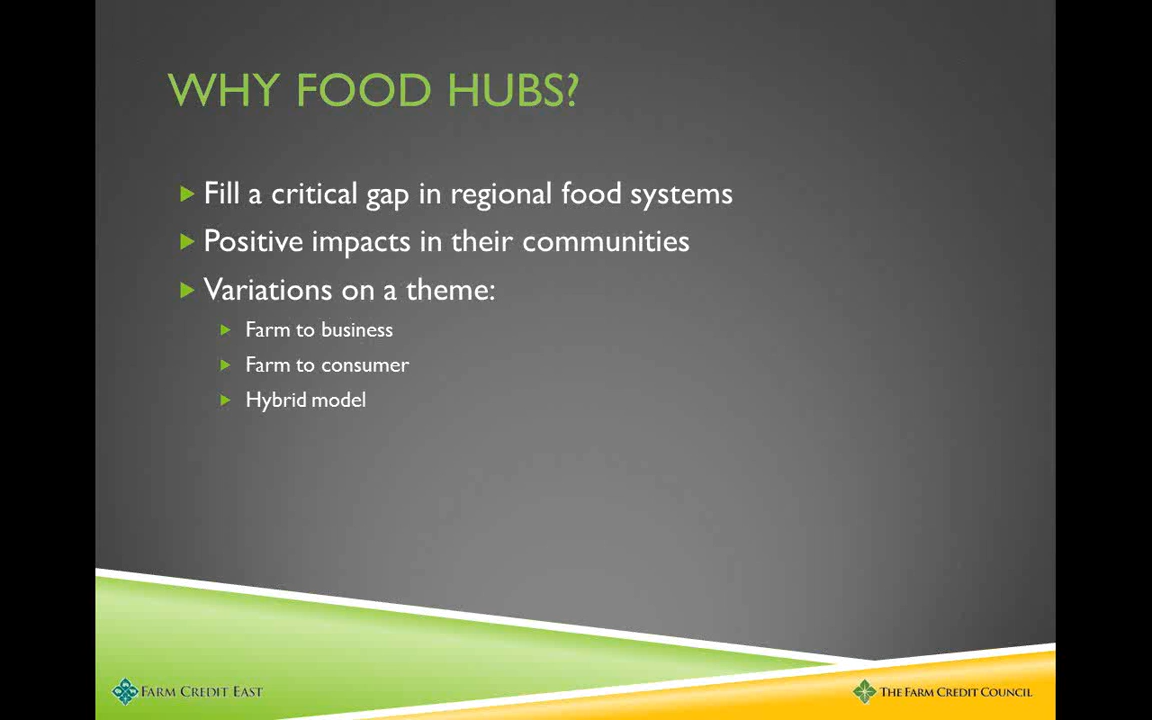 WHY FOOD HUBS?
Fill a critical gap in regional food systems
Positive impacts in their communities
Variations on a theme:
Farm to business
Farm to consumer
Hybrid model
FARM CREDIT EAST
THE FARM CREDIT COUNCIL